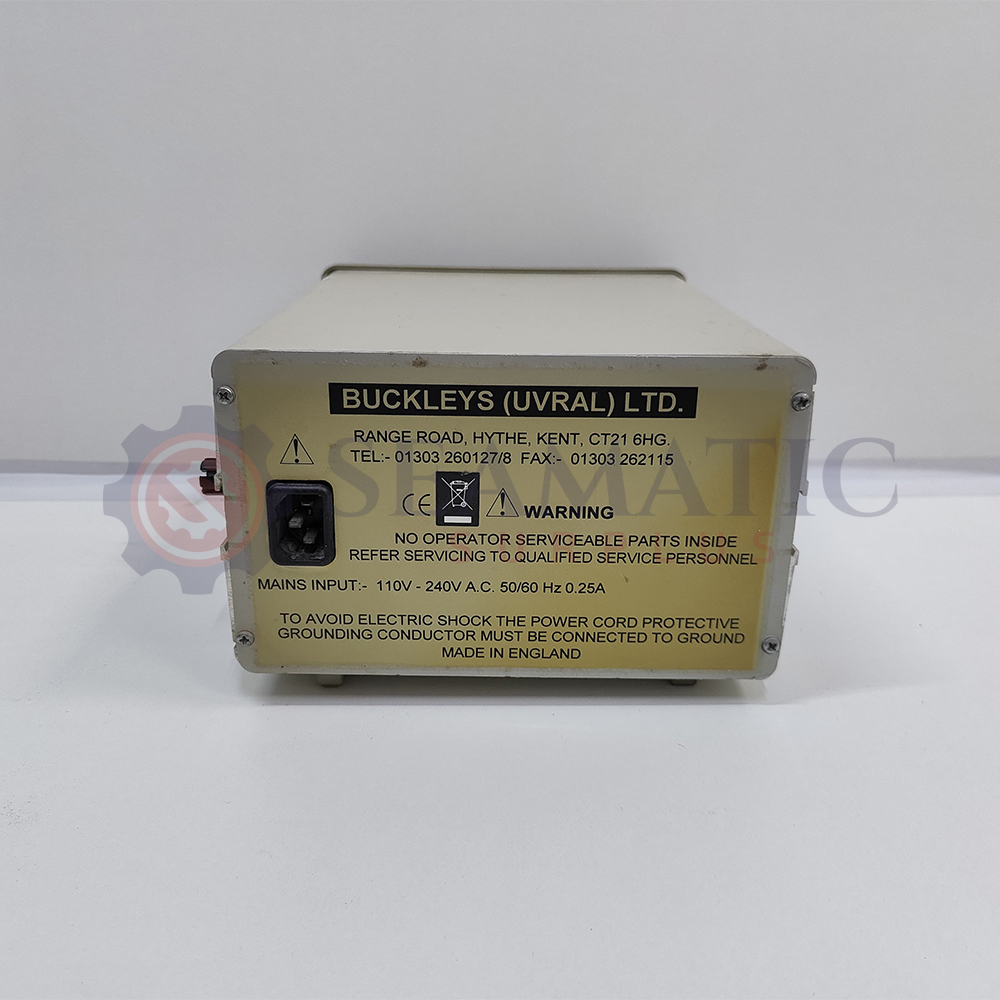 BUCKLEYS (UVRAL) LTD.
RANGE ROAD, HYTHE, KENT, CT21 6HG.
TEL:- 01303 260127/8 FAX:- 01303 262115
SEAMATIC
CE
WARNING
NO OPERATOR SERVICEABLE PARTS INSIDE
REFER SERVICING TO QUALIFIED SERVICE PERSONNEL
MAINS INPUT:- 110V - 240V A.C. 50/60 Hz 0.25A
TO AVOID ELECTRIC SHOCK THE POWER CORD PROTECTIVE
GROUNDING CONDUCTOR MUST BE CONNECTED TO GROUND
MADE IN ENGLAND